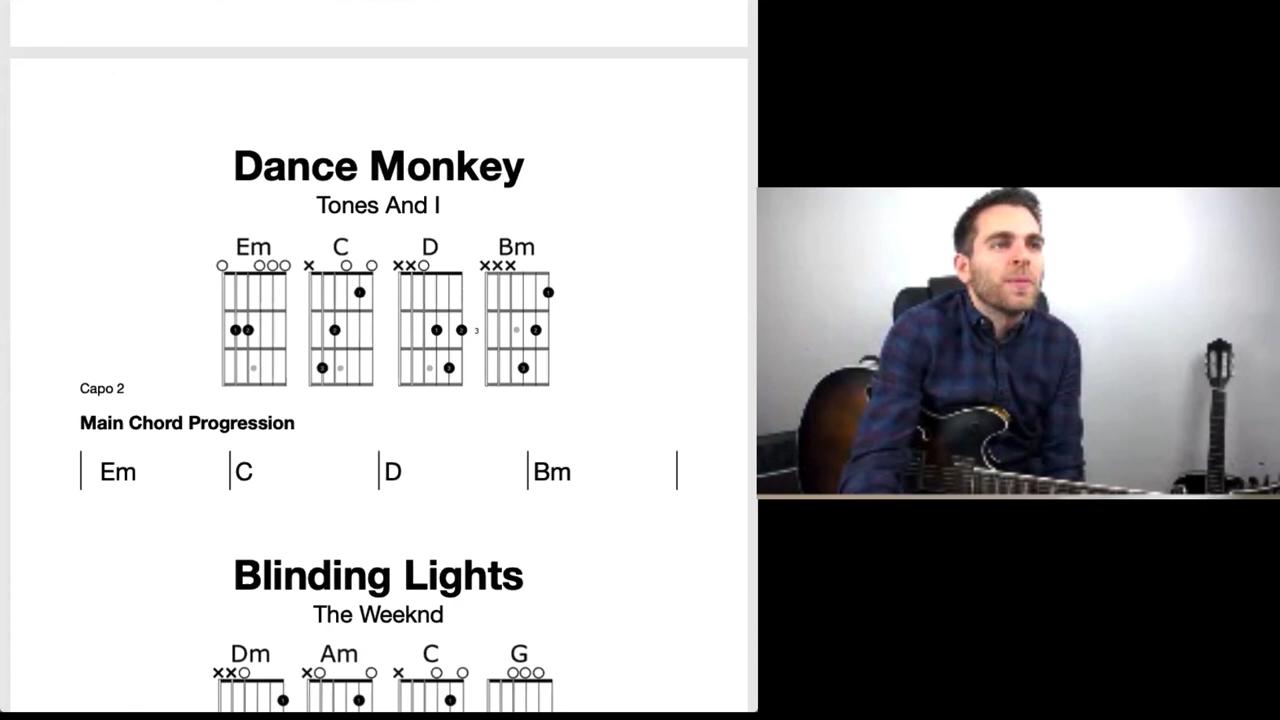 Dance Monkey
Tones And I
Em C D Bm
3
Capo 2
Main Chord Progression
Em C D Bm
Blinding Lights
The Weeknd
Dm Am C G